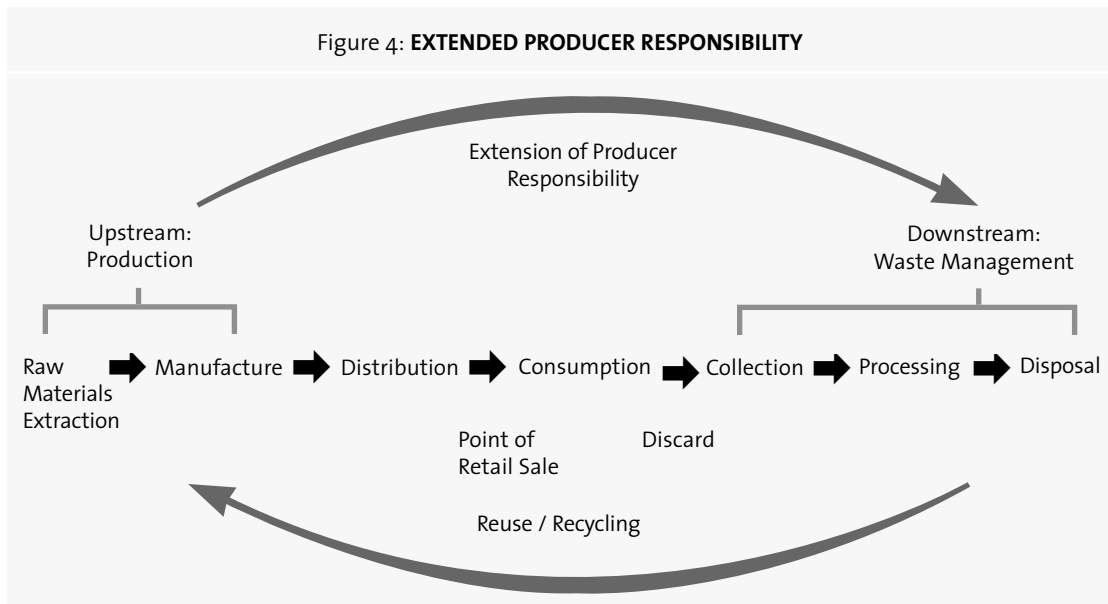 Figure 4: EXTENDED PRODUCER RESPONSIBILITY
Extension of Producer
Responsibility
Upstream:
Production
Downstream:
Waste Management
Raw
Materials
Extraction
Manufacture
Distribution
Consumption
Collection
Processing
Disposal
Point of
Retail Sale
Discard
Reuse / Recycling